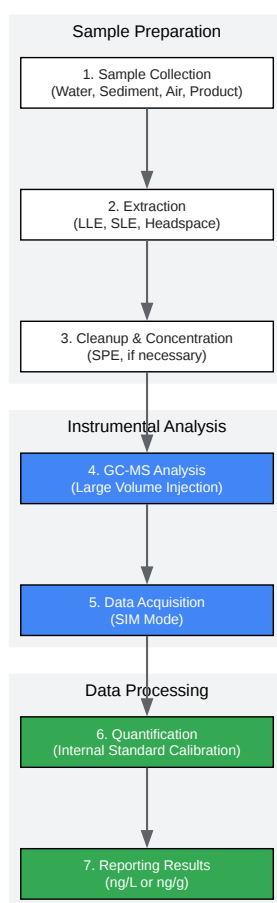 Sample Preparation
1. Sample Collection
(Water, Sediment, Air, Product)
2. Extraction
(LLE, SLE, Headspace)
3. Cleanup & Concentration
(SPE, if necessary)
Instrumental Analysis
4. GC-MS Analysis
(Large Volume Injection)
5. Data Acquisition
(SIM Mode)
Data Processing
6. Quantification
(Internal Standard Calibration)
7. Reporting Results
(ng/L or ng/g)